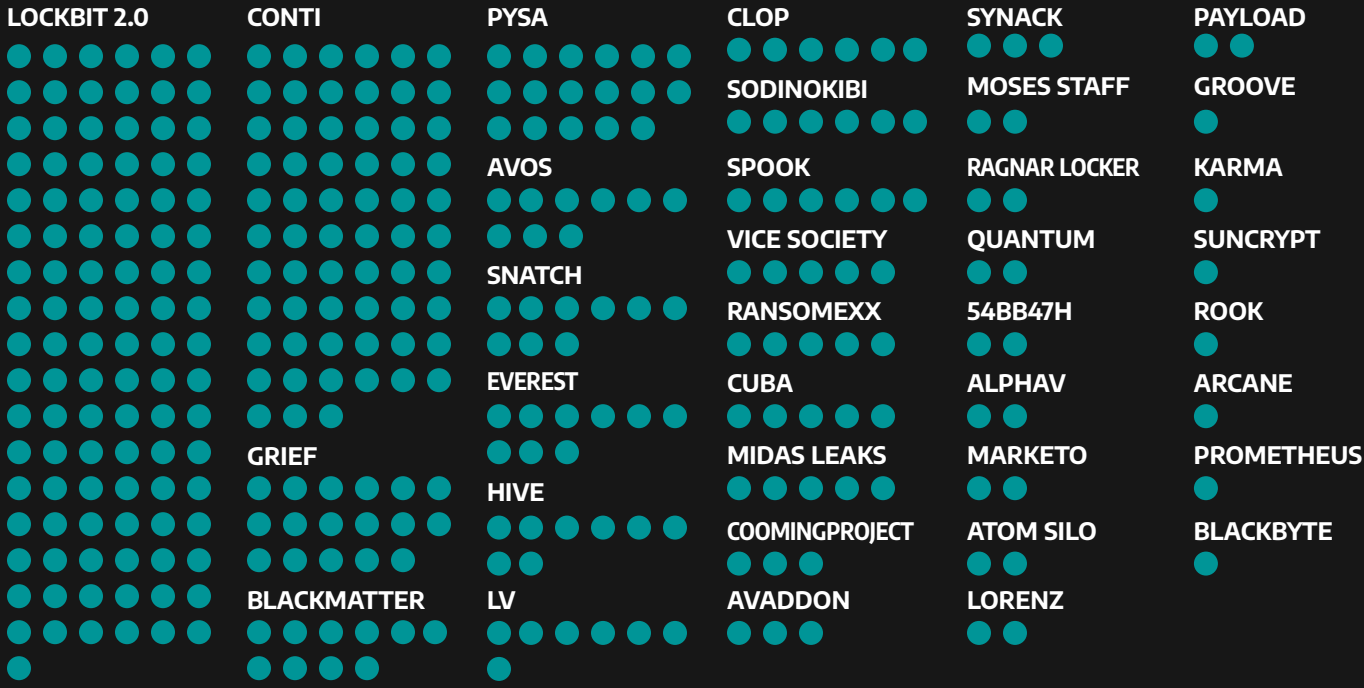 LOCKBIT 2.0
CONTI
GRIEF
BLACKMATTER
PYSA
AVOS
SNATCH
EVEREST
HIVE
LV
CLOP
SODINOKIBI
SPOOK
VICE SOCIETY
RANSOMEXX
CUBA
MIDAS LEAKS
COOMINGPROJECT
AVADDON
SYNACK
MOSES STAFF
RAGNAR LOCKER
QUANTUM
54BB47H
ALPHAV
MARKETO
ATOM SILO
LORENZ
PAYLOAD
GROOVE
KARMA
SUNCRYPT
ROOK
ARCANE
PROMETHEUS
BLACKBYTE